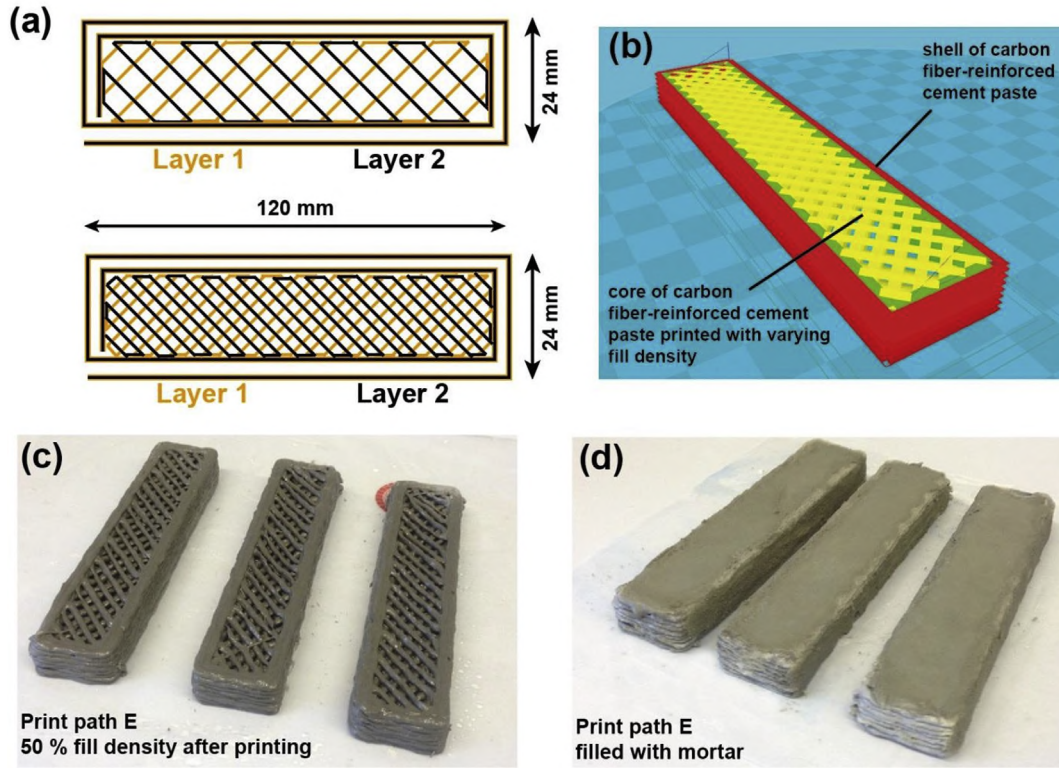 (a)
24 mm
Layer 1
Layer 2
120 mm
24 mm
Layer 1
Layer 2
(b)
shell of carbon
fiber-reinforced
cement paste
core of carbon
fiber-reinforced cement
paste printed with varying
fill density
(c)
Print path E
50 % fill density after printing
(d)
Print path E
filled with mortar